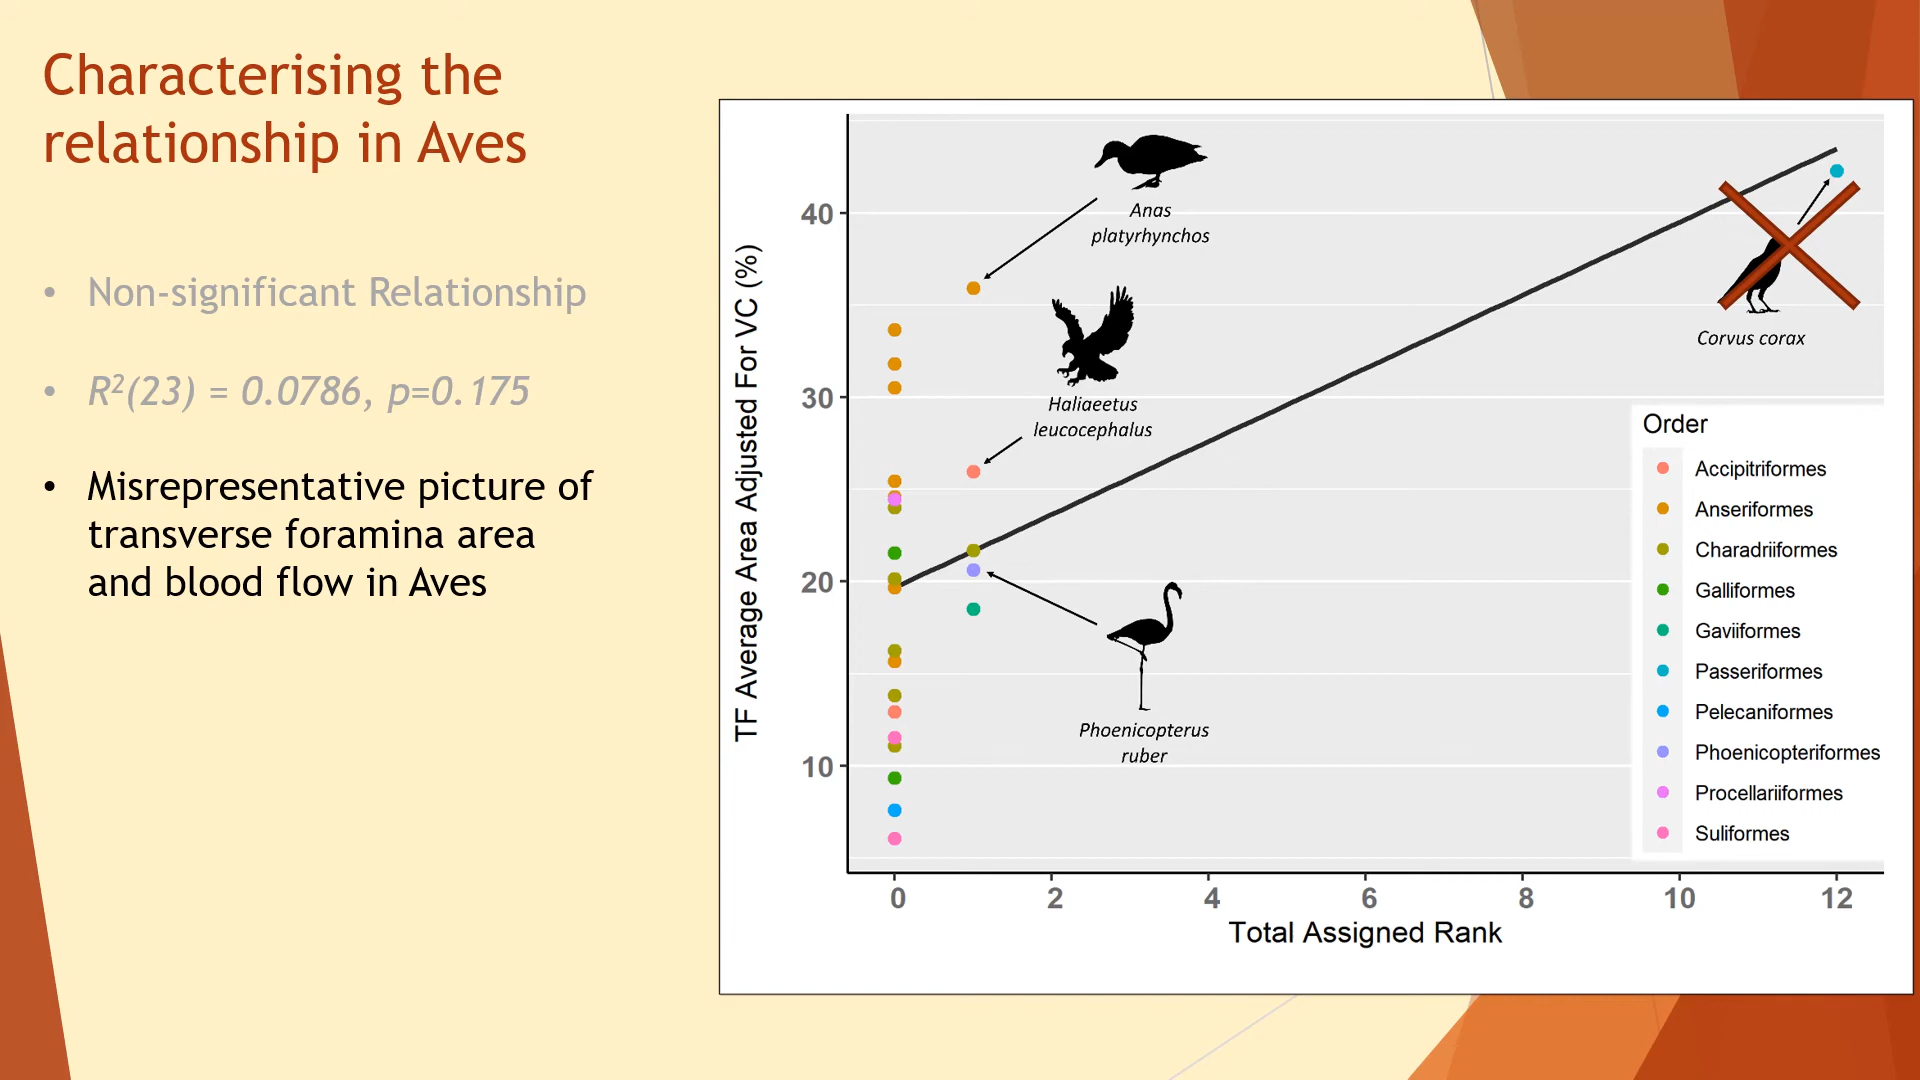 Characterising the
relationship in Aves
• Non-significant Relationship
• R²(23) = 0.0786, p=0.175
• Misrepresentative picture of
transverse foramina area
and blood flow in Aves
TF Average Area Adjusted For VC (%)
40
30
20
10
0 2 4 6 8 10 12
Total Assigned Rank
Anas
platyrhynchos
Haliaeetus
leucocephalus
Phoenicopterus
ruber
Corvus corax
Order
Accipitriformes
Anseriformes
Charadriiformes
Galliformes
Gaviiformes
Passeriformes
Pelecaniformes
Phoenicopteriformes
Procellariiformes
Suliformes